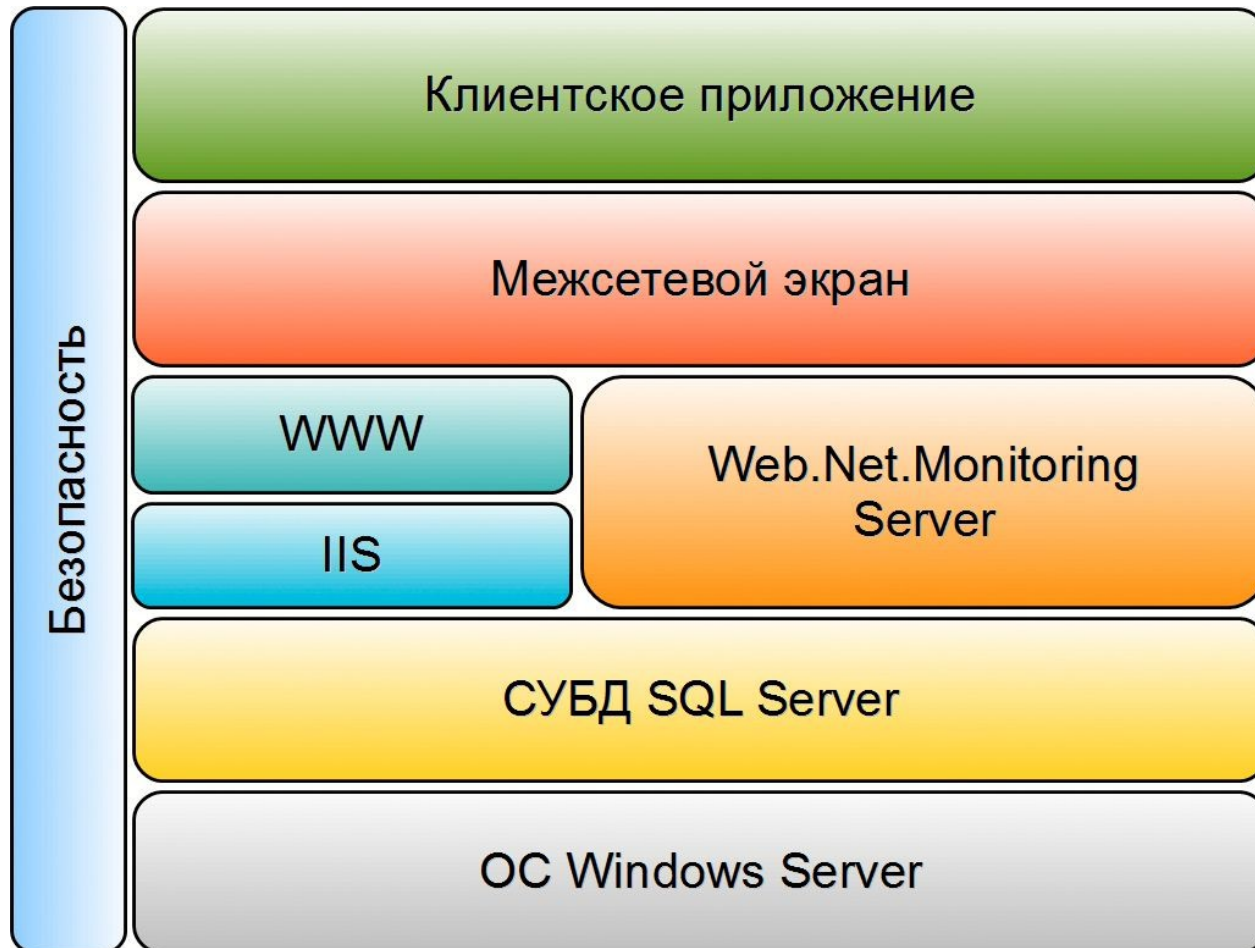 Безопасность
Клиентское приложение
Межсетевой экран
WWW
IIS
Web.Net.Monitoring
Server
СУБД SQL Server
ОС Windows Server